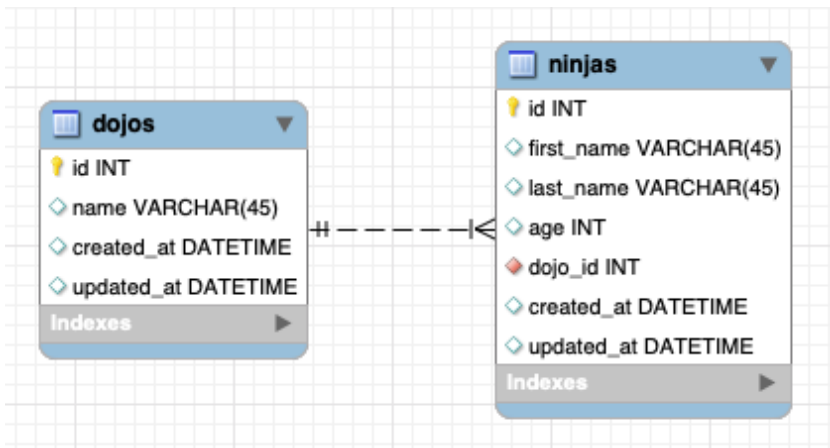 dojos
id INT
name VARCHAR(45)
created_at DATETIME
updated_at DATETIME
Indexes
ninjas
id INT
first_name VARCHAR(45)
last_name VARCHAR(45)
age INT
dojo_id INT
created_at DATETIME
updated_at DATETIME
Indexes